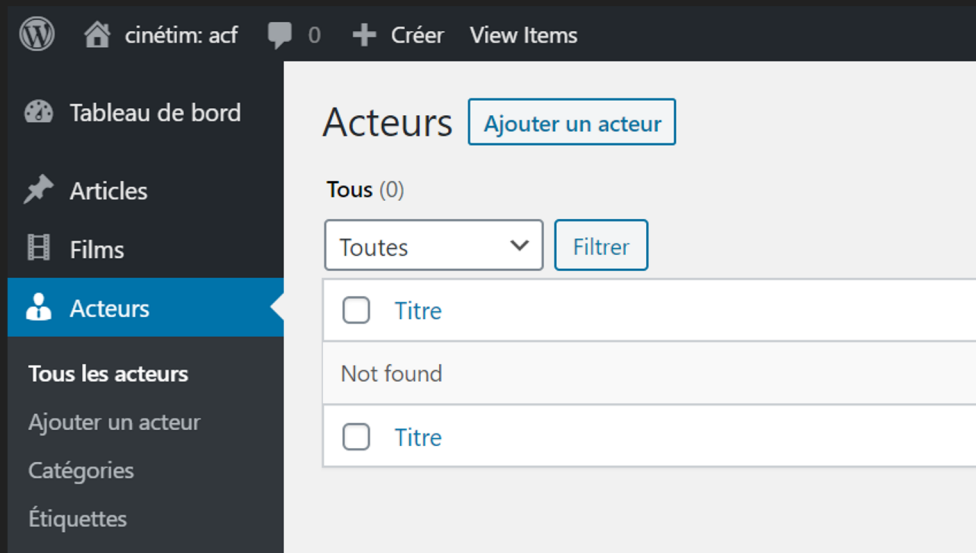 cinétim: acf 0 Créer View Items
Tableau de bord
Articles
Films
Acteurs
Tous les acteurs
Ajouter un acteur
Catégories
Étiquettes
Acteurs Ajouter un acteur
Tous (0)
Toutes Filtrer
Titre
Not found
Titre